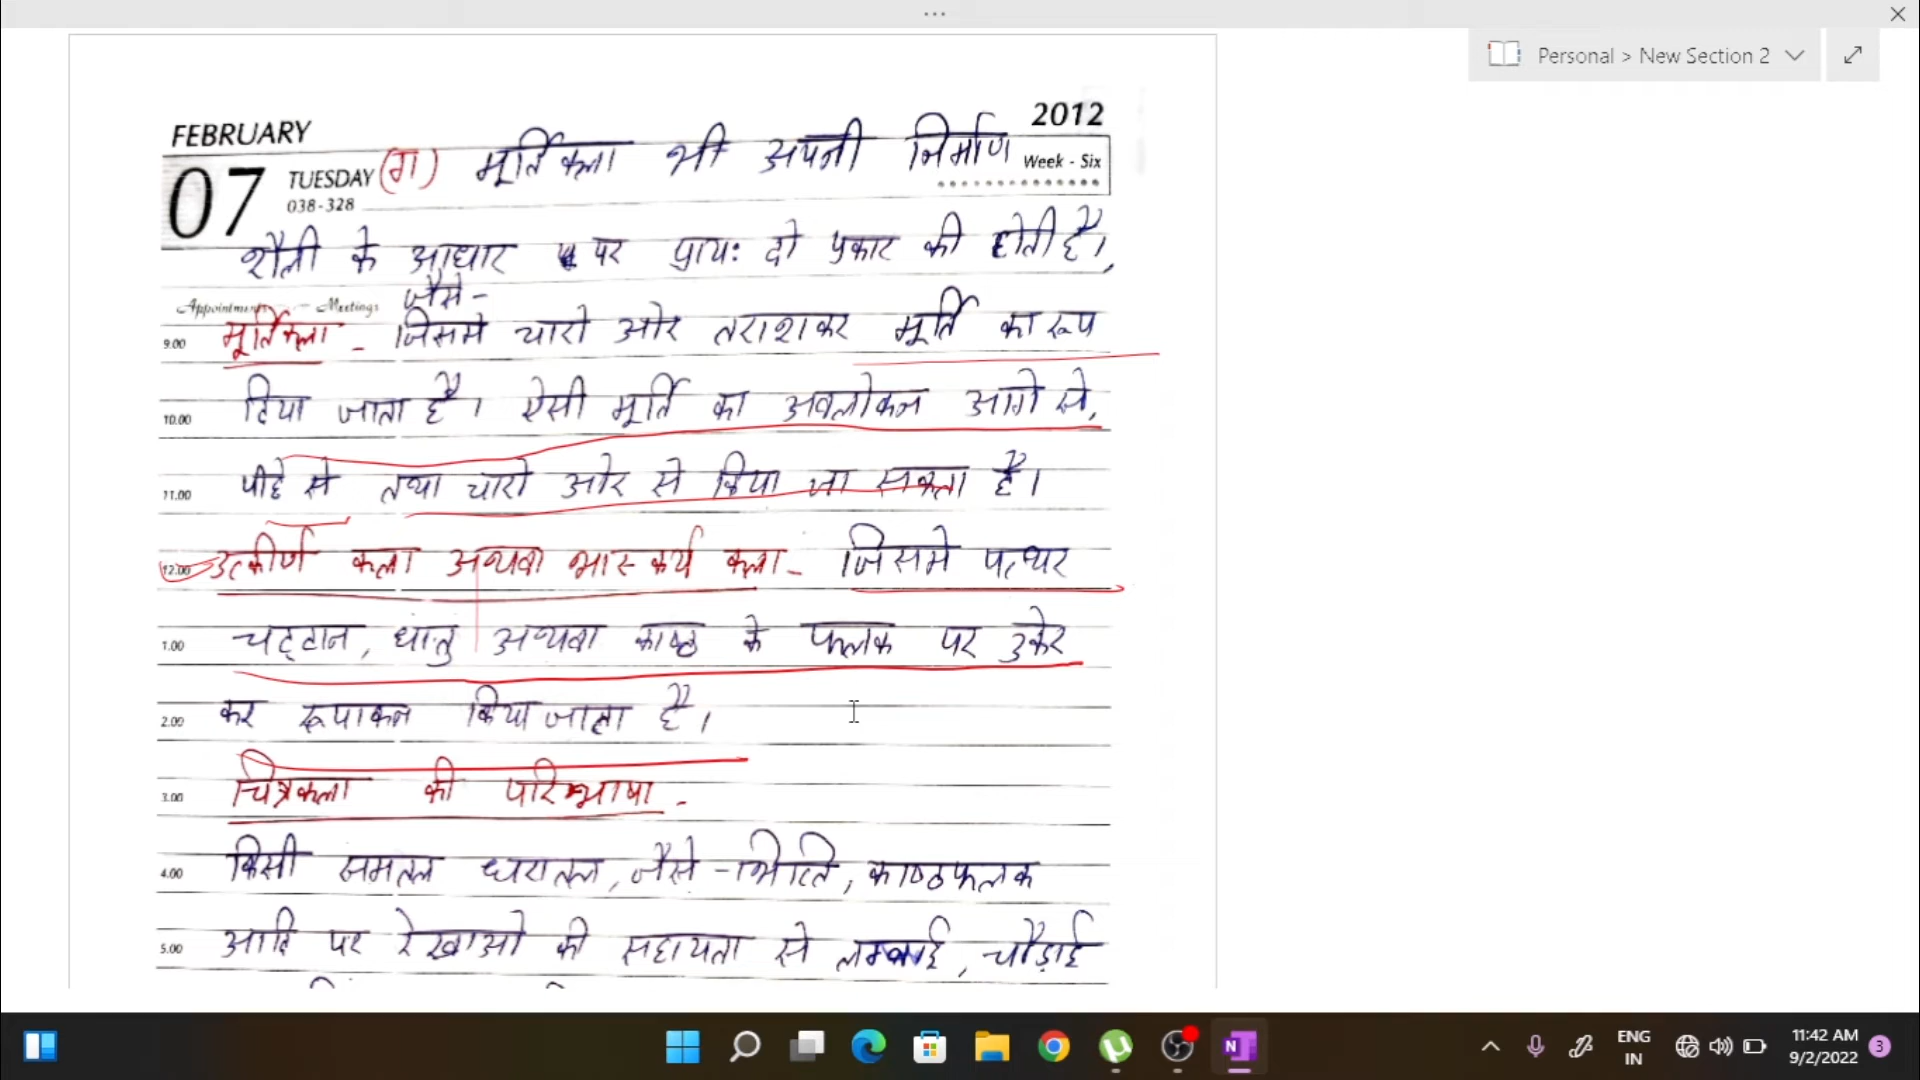 Personal > New Section 2
FEBRUARY
2012
07
TUESDAY
038-328
Week - Six
(ग) मूर्तिकला भी अपनी निर्माण
शैली के आधार पर प्रायः दो प्रकार की होती है।
Appointments — Meetings
जैसे-
9.00 मूर्तिकला - जिसमे चारो ओर तराशकर मूर्ति का रूप
10.00 दिया जाता है। ऐसी मूर्ति का अवलोकन आगे से,
11.00 पीछे से तथा चारो ओर से किया जा सकता है।
12.00 उत्कीर्ण कला अथवा भास्कर्य कला - जिसमे पत्थर
1.00 चट्टान, धातु अथवा काष्ठ के फलक पर उकेर
2.00 कर रूपाकन किया जाता है।
3.00 चित्रकला की परिभाषा -
4.00 किसी समतल धरातल, जैसे - भित्ति, काष्ठफलक
5.00 आदि पर रेखाओ की सहायता से लम्बाई, चौड़ाई
ENG
IN
11:42 AM
9/2/2022
3